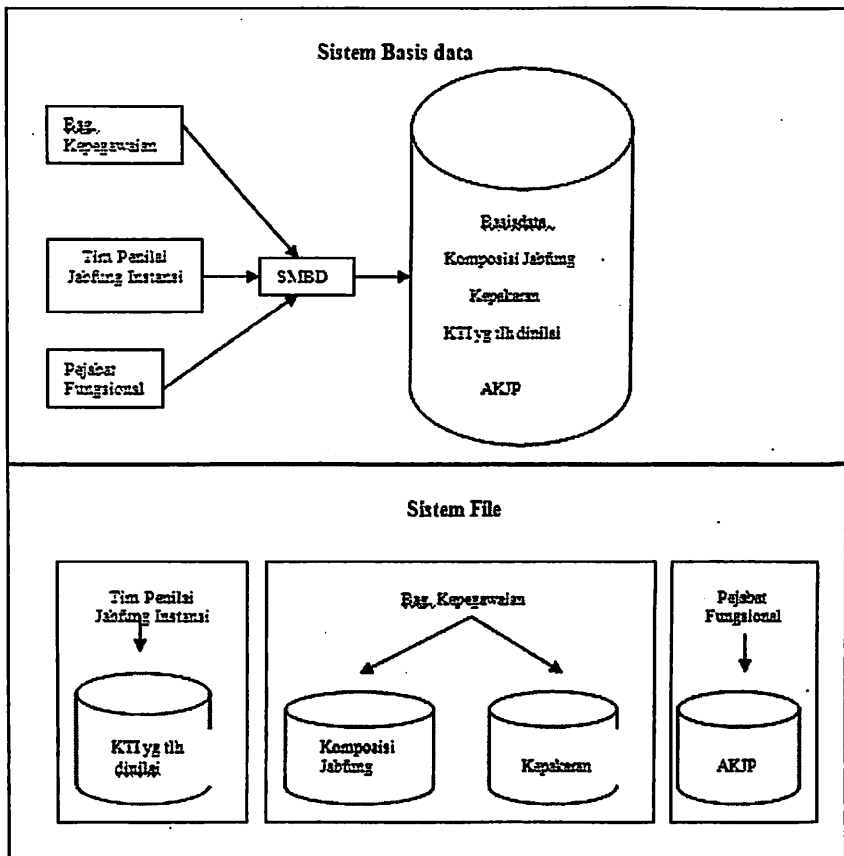 Sistem Basis data
Bag.
Kepegawaian
Tim Penilai
Jabfung Instansi
Pejabat
Fungsional
SMBD
Basisdata
Komposisi Jabfung
Kepakaran
KTI yg tlh dinilai
AKJP
Sistem File
Tim Penilai
Jabfung Instansi
KTI yg tlh
dinilai
Bag. Kepegawaian
Komposisi
Jabfung
Kepakaran
Pejabat
Fungsional
AKJP